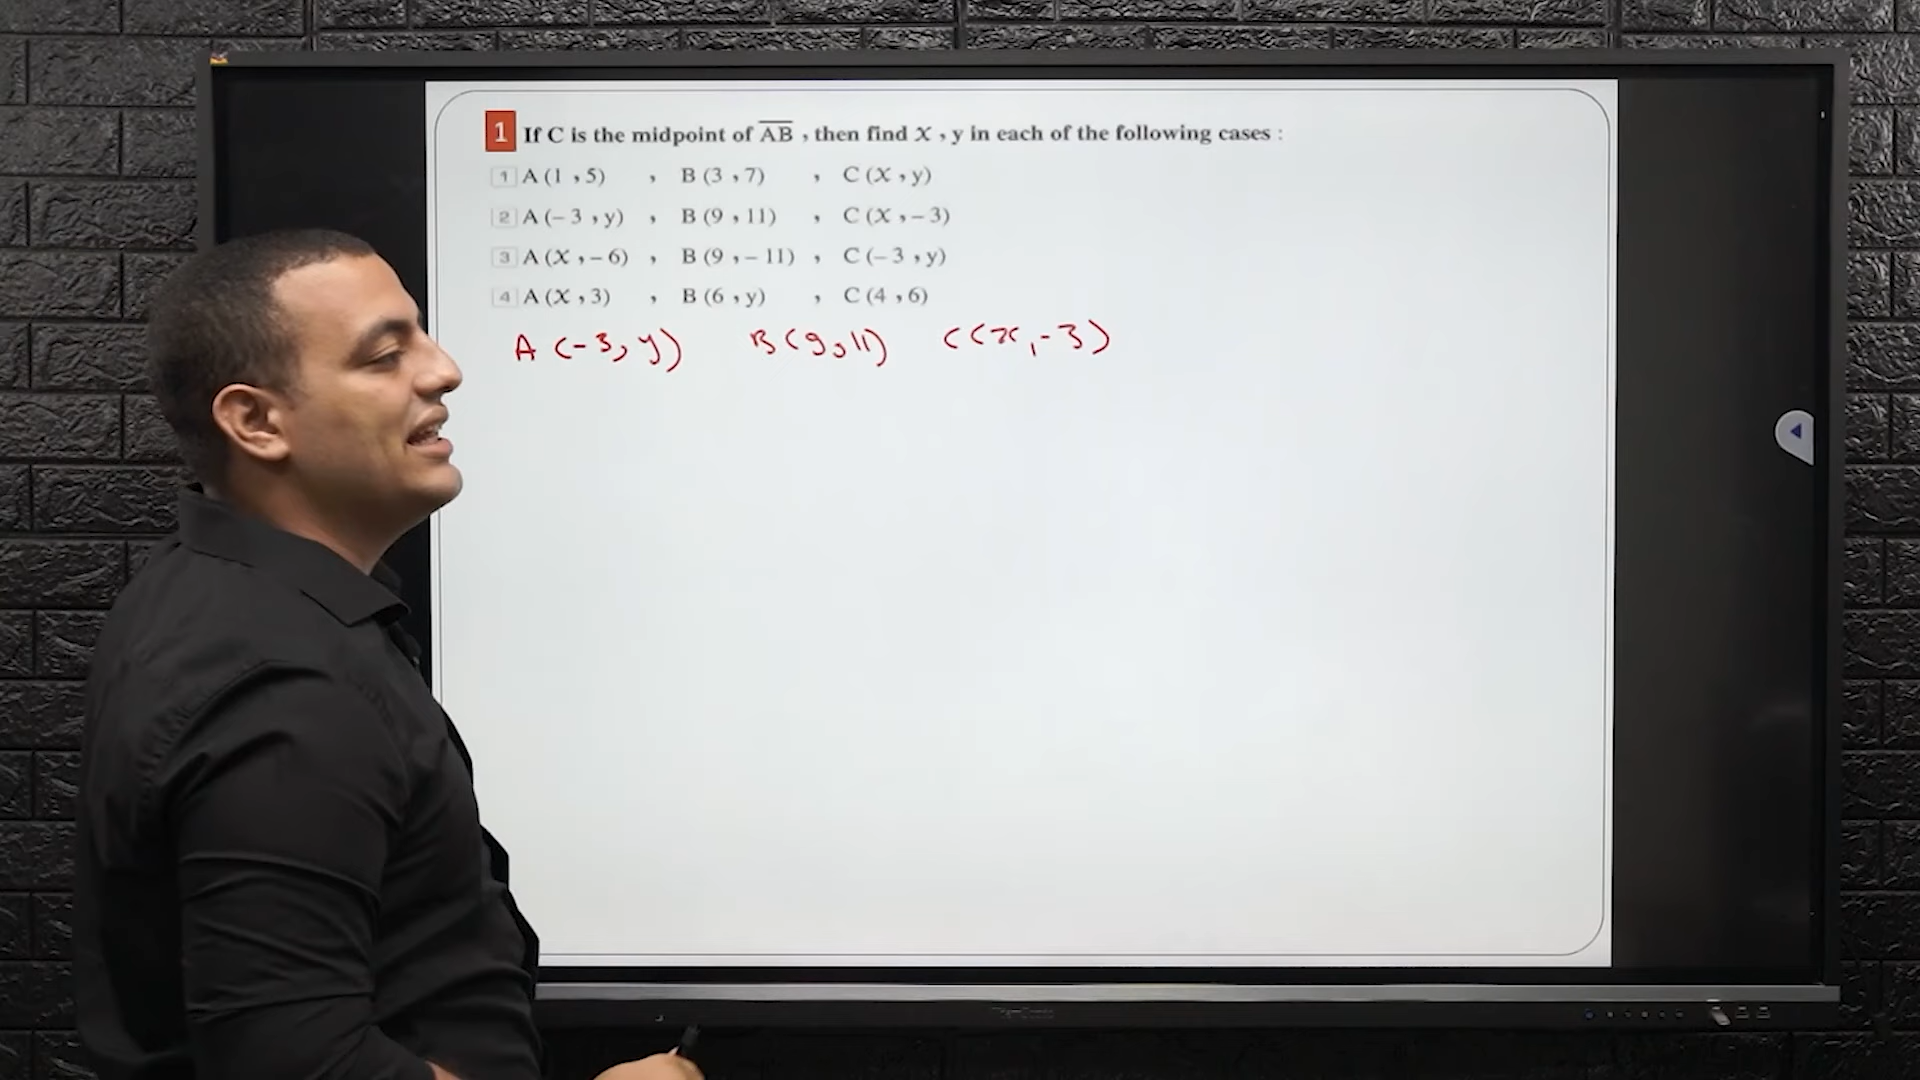 1 If C is the midpoint of AB , then find X , y in each of the following cases :
1 A (1 , 5) , B (3 , 7) , C (X , y)
2 A (– 3 , y) , B (9 , 11) , C (X , – 3)
3 A (X , – 6) , B (9 , – 11) , C (– 3 , y)
4 A (X , 3) , B (6 , y) , C (4 , 6)
A (-3, y) B (9, 11) C (x, -3)